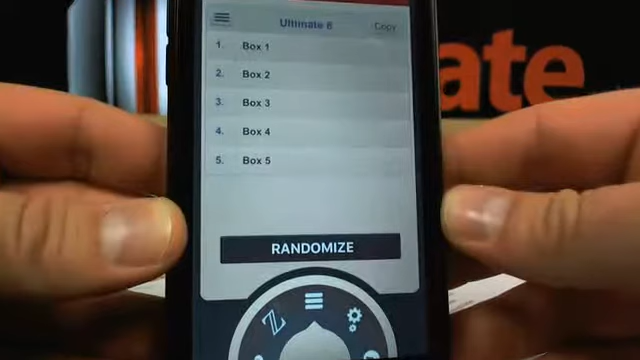 Ultimate 8
Copy
1. Box 1
2. Box 2
3. Box 3
4. Box 4
5. Box 5
RANDOMIZE
ate